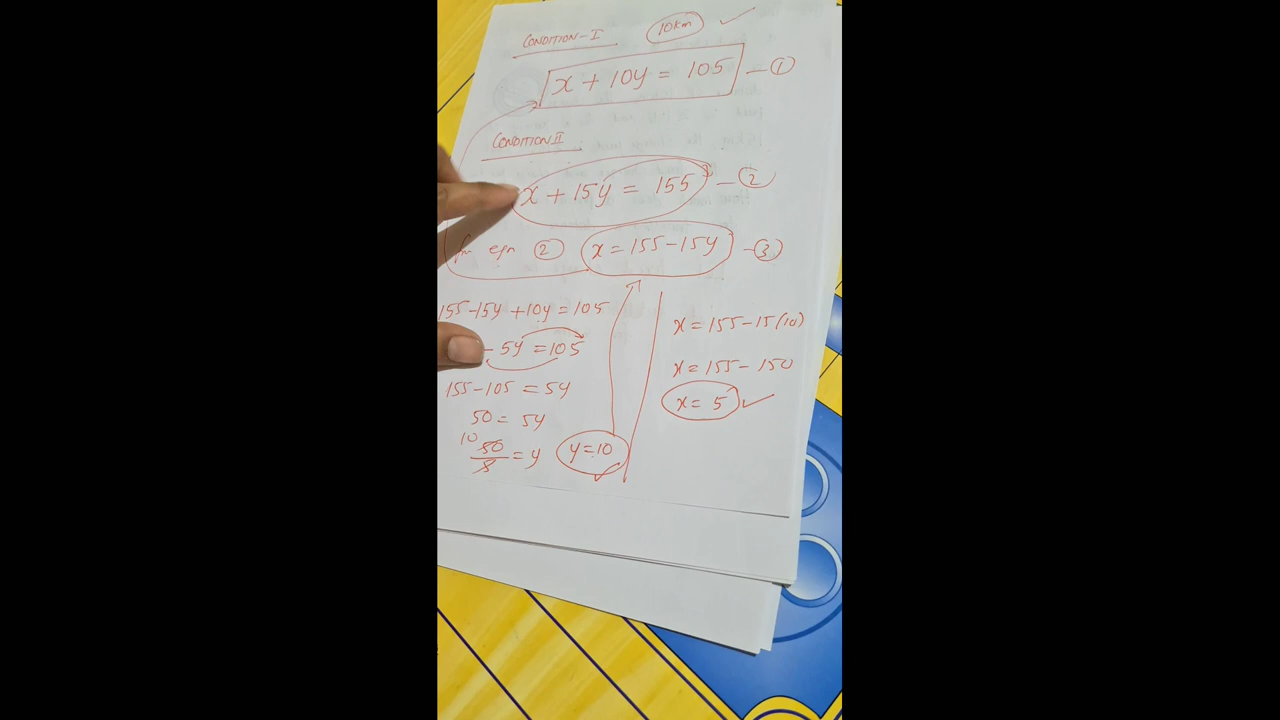 CONDITION-I 10km ✓
x + 10y = 105 - ①
CONDITION II
x + 15y = 155 - ②
eqn ② x = 155 - 15y - ③
155 - 15y + 10y = 105
- 5y = 105
155 - 105 = 5y
50 = 5y
10
50/5 = y y = 10
x = 155 - 15(10)
x = 155 - 150
x = 5 ✓